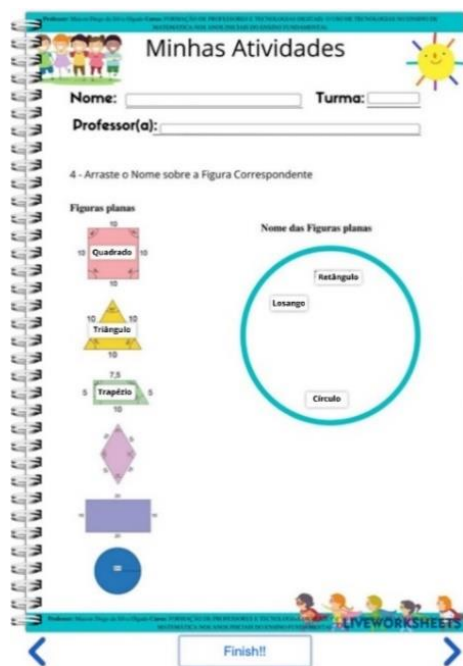 Minhas Atividades
Nome:
Turma:
Professor(a):
4 - Arraste o Nome sobre a Figura Correspondente
Figuras planas
Nome das Figuras planas
10
10 Quadrado 10
10
Retângulo
Losango
10 10
Triângulo
10
7,5
5 Trapézio 5
10
Círculo
LIVEWORKSHEETS
Finish!!